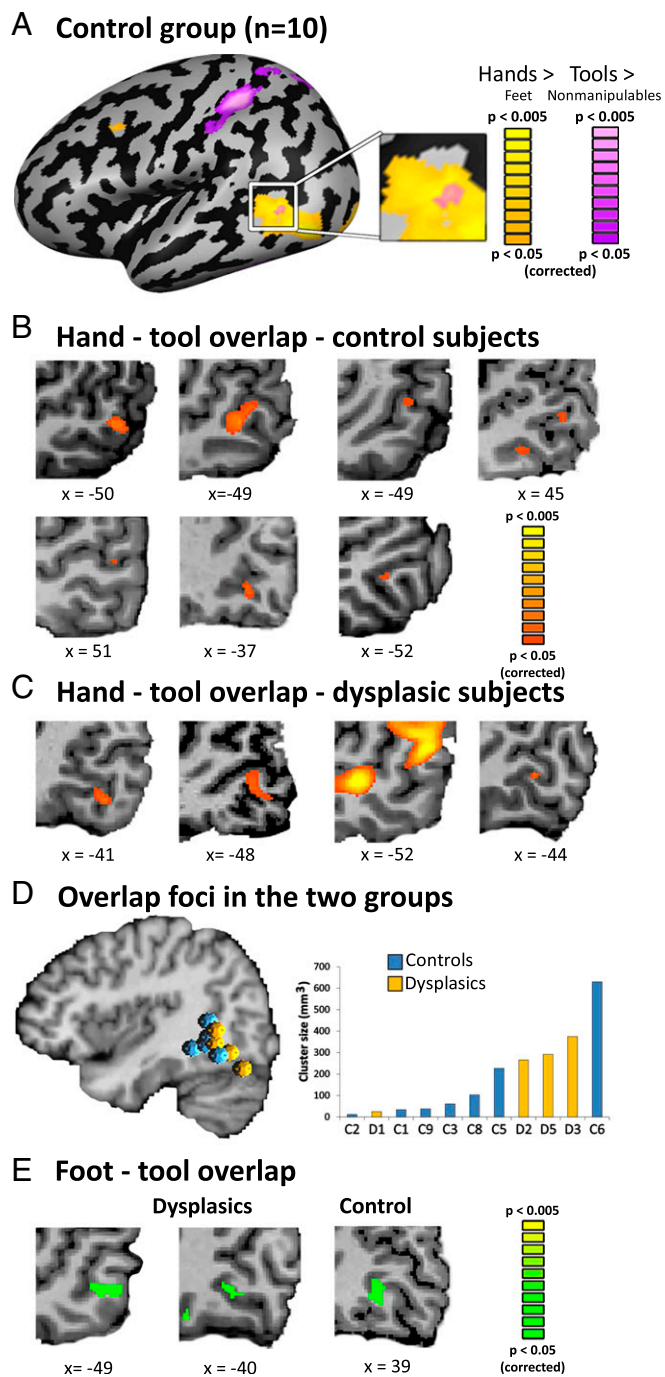 A Control group (n=10)
Hands > Tools >
Feet Nonmanipulables
p < 0.005 p < 0.005
p < 0.05 p < 0.05
(corrected)
B Hand - tool overlap - control subjects
x = -50 x=-49 x = -49 x = 45
p < 0.005
x = 51 x = -37 x = -52
p < 0.05
(corrected)
C Hand - tool overlap - dysplasic subjects
x = -41 x= -48 x = -52 x = -44
D Overlap foci in the two groups
Controls
Dysplasics
Cluster size (mm³)
700
600
500
400
300
200
100
0
C2 D1 C1 C9 C3 C8 C5 D2 D5 D3 C6
E Foot - tool overlap
Dysplasics Control
p < 0.005
p < 0.05
(corrected)
x= -49 x = -40 x = 39